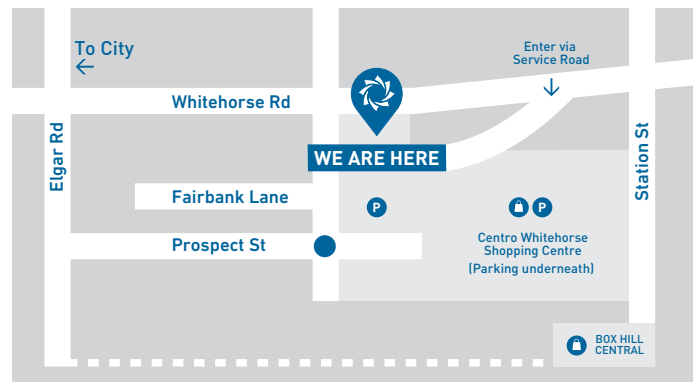 To City
Enter via
Service Road
Whitehorse Rd
WE ARE HERE
Elgar Rd
Station St
Fairbank Lane
P
P
Prospect St
Centro Whitehorse
Shopping Centre
(Parking underneath)
BOX HILL
CENTRAL